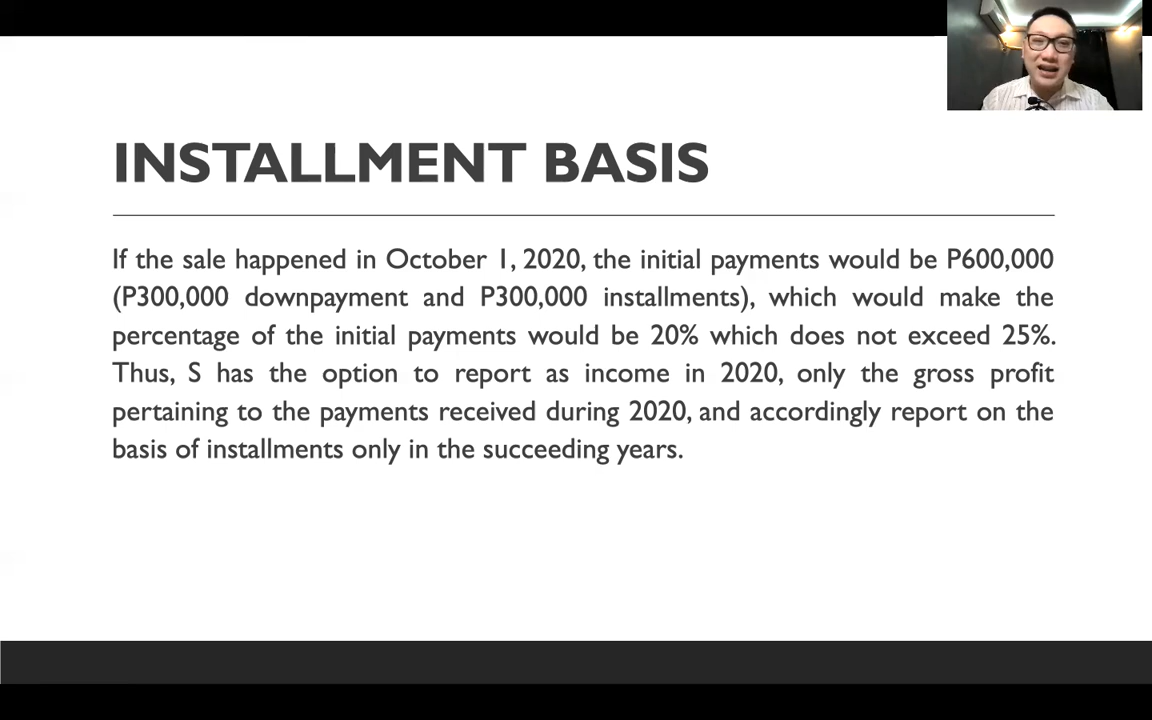 INSTALLMENT BASIS
If the sale happened in October 1, 2020, the initial payments would be P600,000
(P300,000 downpayment and P300,000 installments), which would make the
percentage of the initial payments would be 20% which does not exceed 25%.
Thus, S has the option to report as income in 2020, only the gross profit
pertaining to the payments received during 2020, and accordingly report on the
basis of installments only in the succeeding years.